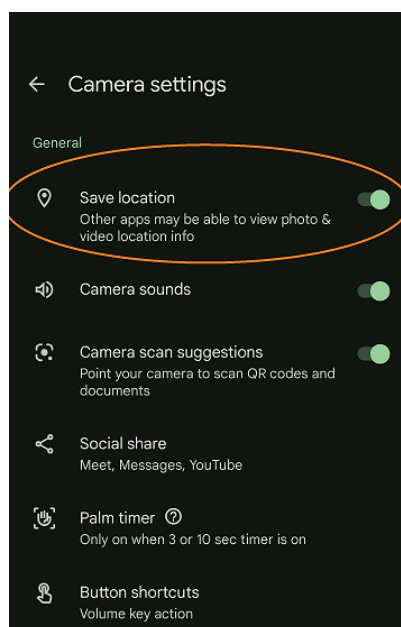 Camera settings
General
Save location
Other apps may be able to view photo &
video location info
Camera sounds
Camera scan suggestions
Point your camera to scan QR codes and
documents
Social share
Meet, Messages, YouTube
Palm timer
Only on when 3 or 10 sec timer is on
Button shortcuts
Volume key action